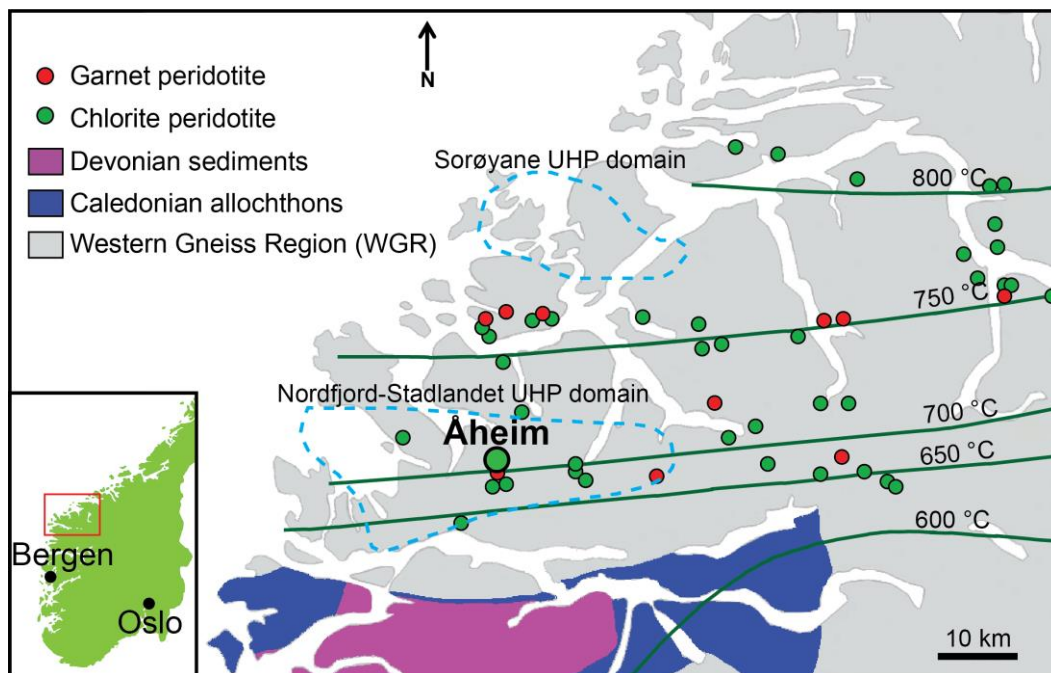 N
Garnet peridotite
Chlorite peridotite
Devonian sediments
Caledonian allochthons
Western Gneiss Region (WGR)
Sorøyane UHP domain
800 °C
750 °C
Nordfjord-Stadlandet UHP domain
Åheim
700 °C
650 °C
600 °C
Bergen
Oslo
10 km